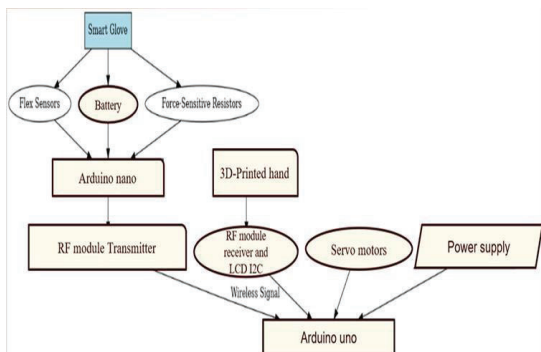 Smart Glove
Flex Sensors
Battery
Force-Sensitive Resistors
Arduino nano
3D-Printed hand
RF module Transmitter
RF module
receiver and
LCD I2C
Servo motors
Power supply
Wireless Signal
Arduino uno